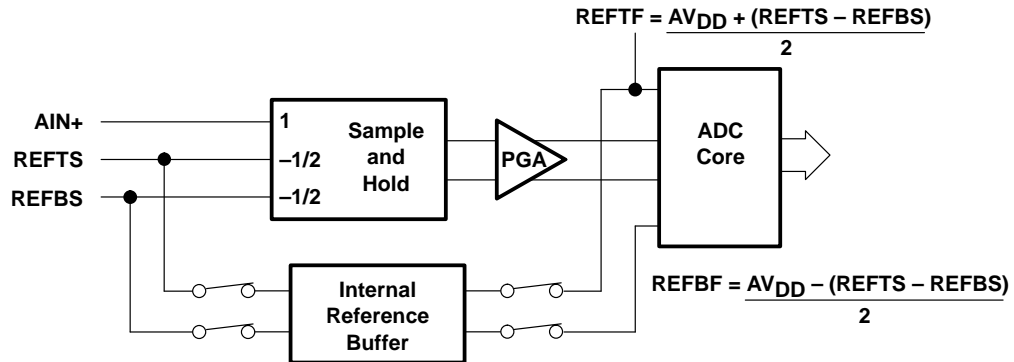 REFTF = AVDD + (REFTS – REFBS)
2
AIN+
REFTS
REFBS
1
–1/2
–1/2
Sample
and
Hold
PGA
ADC
Core
Internal
Reference
Buffer
REFBF = AVDD – (REFTS – REFBS)
2